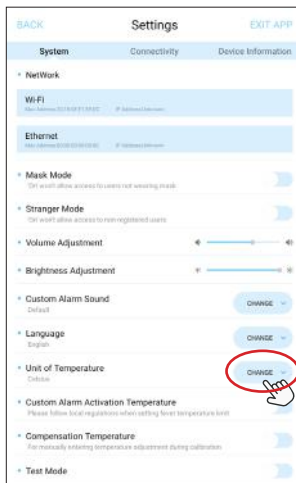 BACK Settings EXIT APP
System Connectivity Device Information
NetWork
Wi-Fi
Ethernet
Mask Mode
'On' won't allow access to users not wearing mask
Stranger Mode
'On' won't allow access to non-registered users
Volume Adjustment
Brightness Adjustment
Custom Alarm Sound
Default
CHANGE
Language
English
CHANGE
Unit of Temperature
Celsius
CHANGE
Custom Alarm Activation Temperature
Please follow local regulations when setting fever temperature limit
Compensation Temperature
For manually entering temperature adjustment during calibration
Test Mode